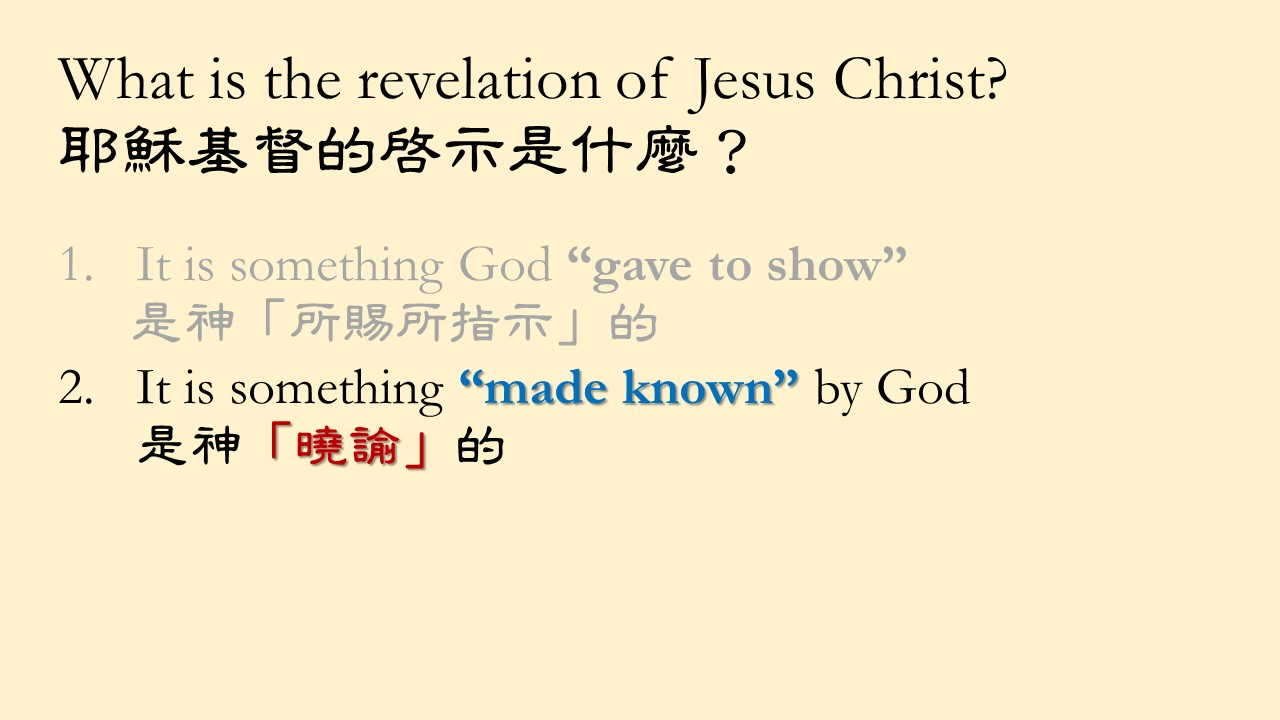 What is the revelation of Jesus Christ?
耶穌基督的啓示是什麼？
1. It is something God “gave to show”
是神「所賜所指示」的
2. It is something “made known” by God
是神「曉諭」的